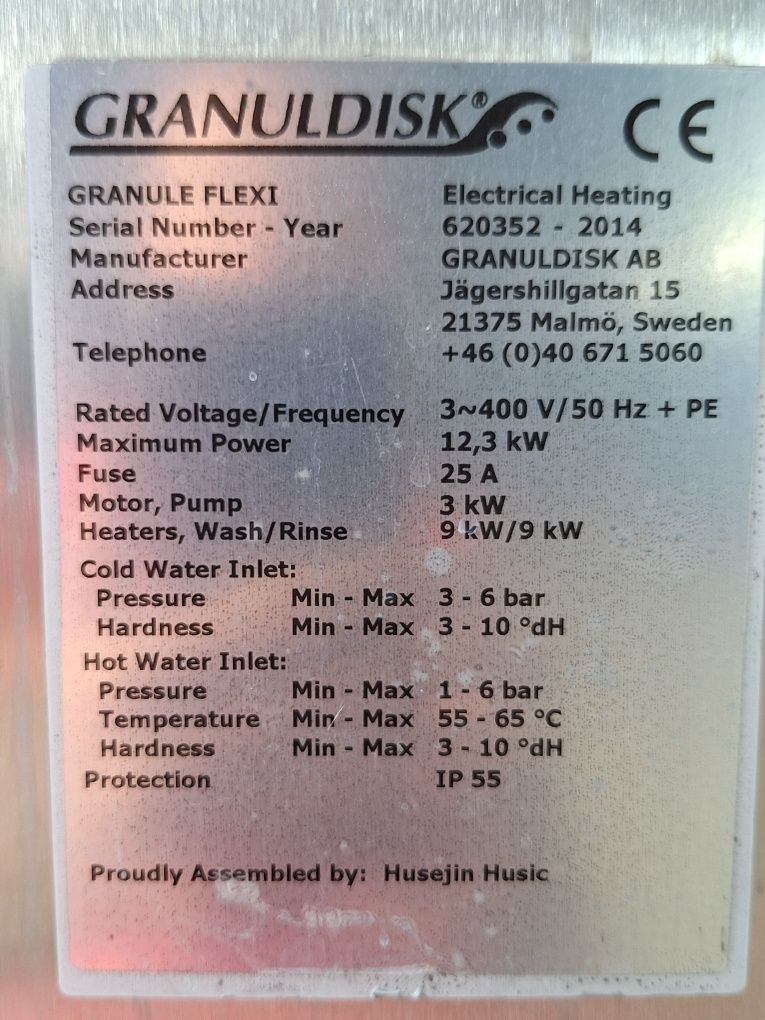 GRANULDISK®
CE
GRANULE FLEXI Electrical Heating
Serial Number - Year 620352 - 2014
Manufacturer GRANULDISK AB
Address Jägershillgatan 15
21375 Malmö, Sweden
Telephone +46 (0)40 671 5060
Rated Voltage/Frequency 3~400 V/50 Hz + PE
Maximum Power 12,3 kW
Fuse 25 A
Motor, Pump 3 kW
Heaters, Wash/Rinse 9 kW/9 kW
Cold Water Inlet:
Pressure Min - Max 3 - 6 bar
Hardness Min - Max 3 - 10 °dH
Hot Water Inlet:
Pressure Min - Max 1 - 6 bar
Temperature Min - Max 55 - 65 °C
Hardness Min - Max 3 - 10 °dH
Protection IP 55
Proudly Assembled by: Husejin Husic